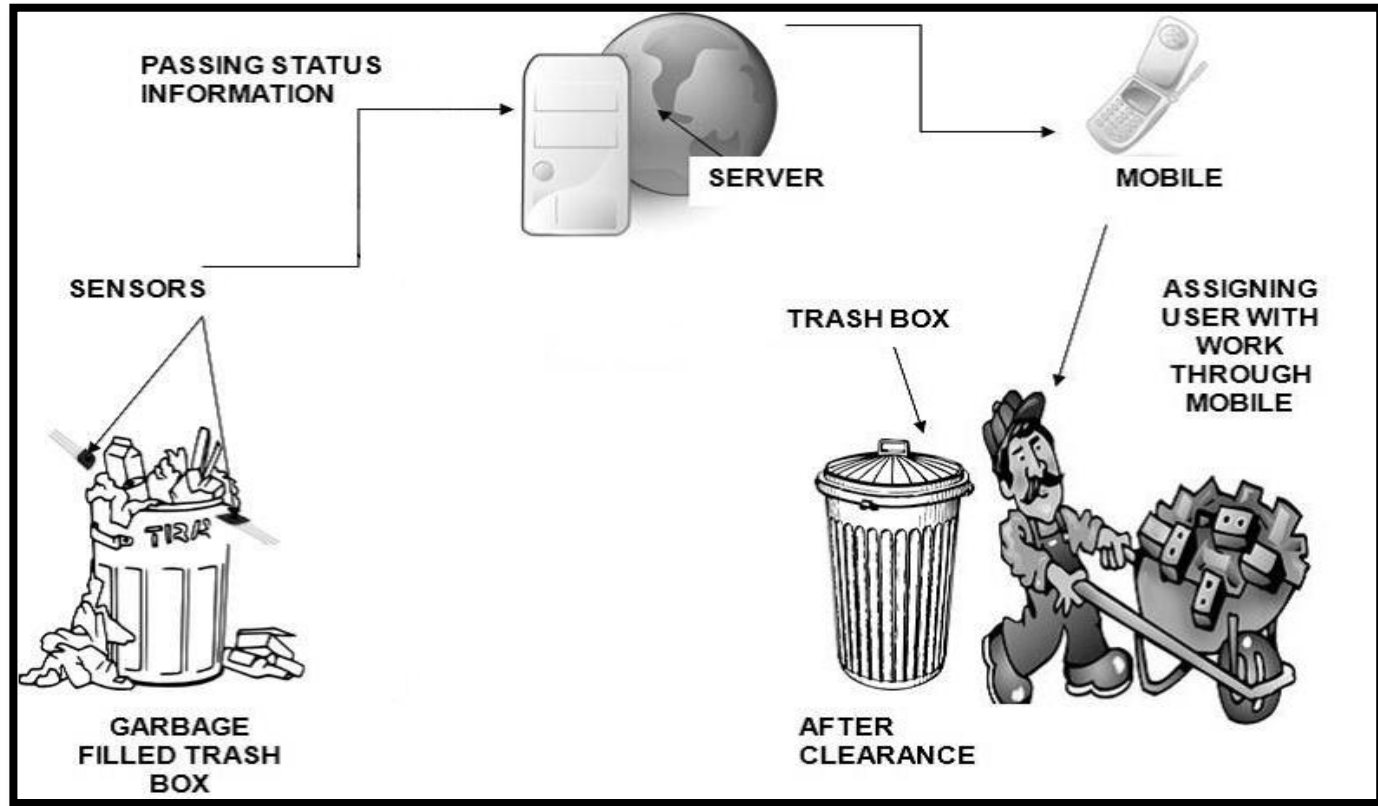 PASSING STATUS
INFORMATION
SERVER
MOBILE
SENSORS
TRASH BOX
ASSIGNING
USER WITH
WORK
THROUGH
MOBILE
TRA
GARBAGE
FILLED TRASH
BOX
AFTER
CLEARANCE